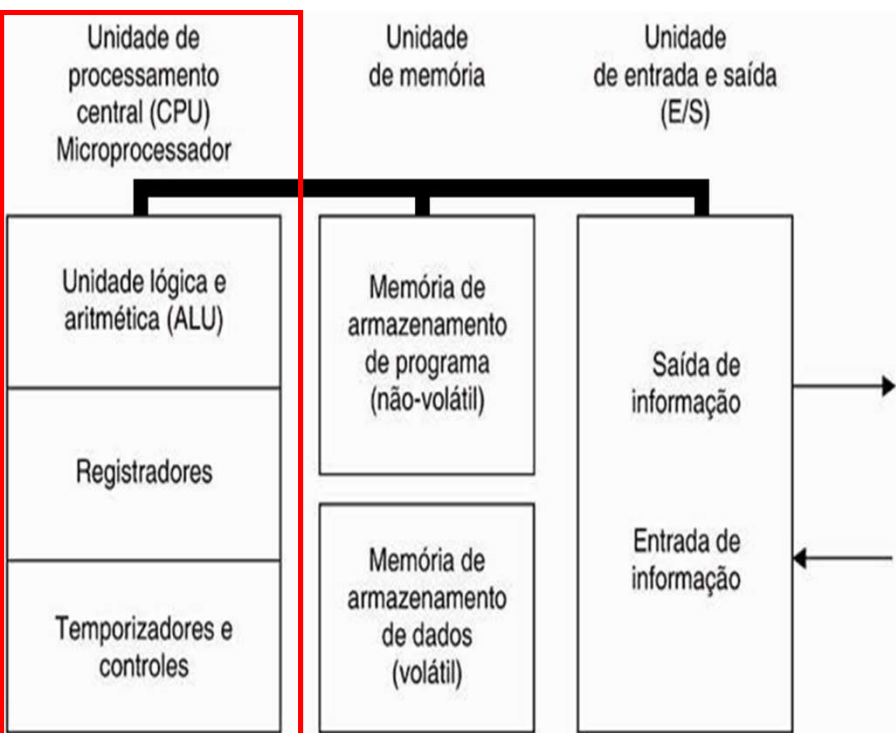 Unidade de
processamento
central (CPU)
Microprocessador
Unidade
de memória
Unidade
de entrada e saída
(E/S)
Unidade lógica e
aritmética (ALU)
Registradores
Temporizadores e
controles
Memória de
armazenamento
de programa
(não-volátil)
Memória de
armazenamento
de dados
(volátil)
Saída de
informação
Entrada de
informação